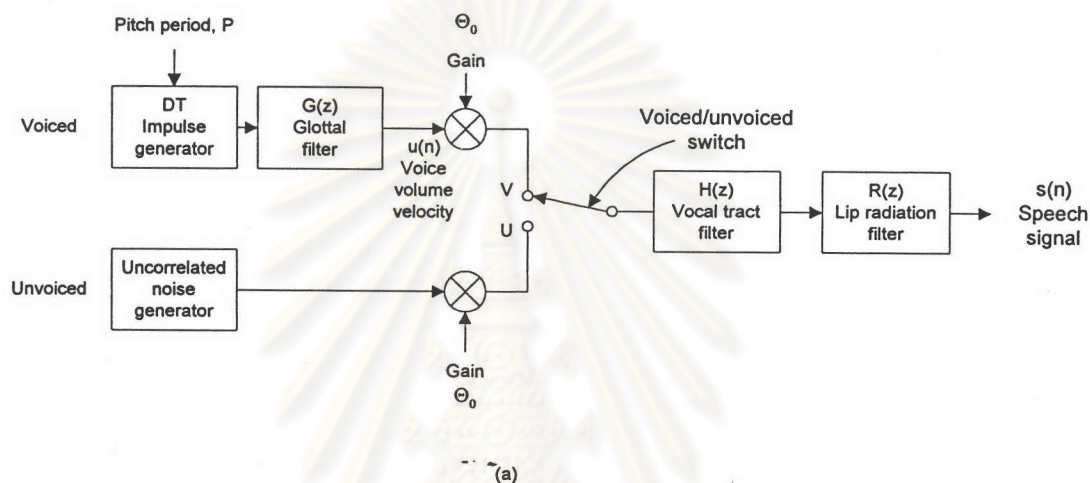 Pitch period, P
Θ₀
Gain
Voiced
DT
Impulse
generator
G(z)
Glottal
filter
u(n)
Voice
volume
velocity
Voiced/unvoiced
switch
V
U
H(z)
Vocal tract
filter
R(z)
Lip radiation
filter
s(n)
Speech
signal
Unvoiced
Uncorrelated
noise
generator
Gain
Θ₀
(a)